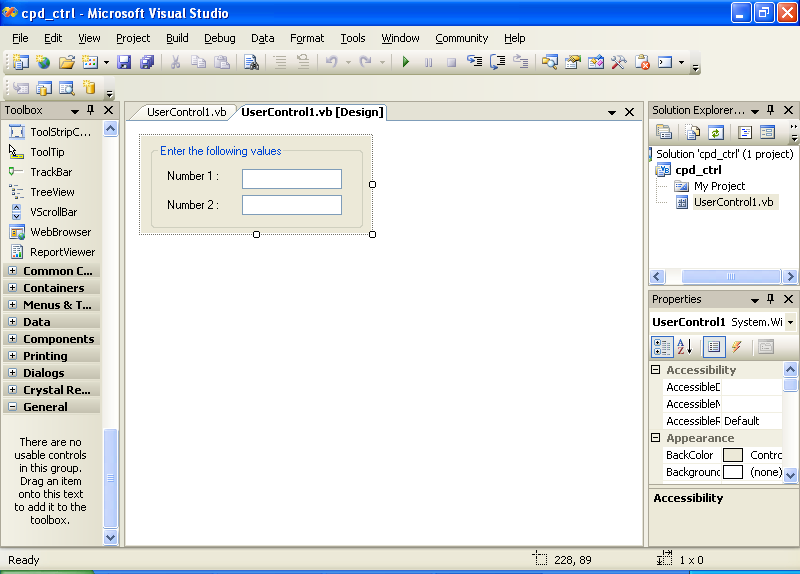 cpd_ctrl - Microsoft Visual Studio
File Edit View Project Build Debug Data Format Tools Window Community Help
Toolbox
ToolStripC...
ToolTip
TrackBar
TreeView
VScrollBar
WebBrowser
ReportViewer
Common C...
Containers
Menus & T...
Data
Components
Printing
Dialogs
Crystal Re...
General
There are no
usable controls
in this group.
Drag an item
onto this text
to add it to the
toolbox.
UserControl1.vb UserControl1.vb [Design]
Enter the following values
Number 1 :
Number 2 :
Solution Explorer...
Solution 'cpd_ctrl' (1 project)
cpd_ctrl
My Project
UserControl1.vb
Properties
UserControl1 System.Wi
Accessibility
AccessibleD
AccessibleN
AccessibleR Default
Appearance
BackColor Contro
Background (none)
Accessibility
Ready 228, 89 1 x 0